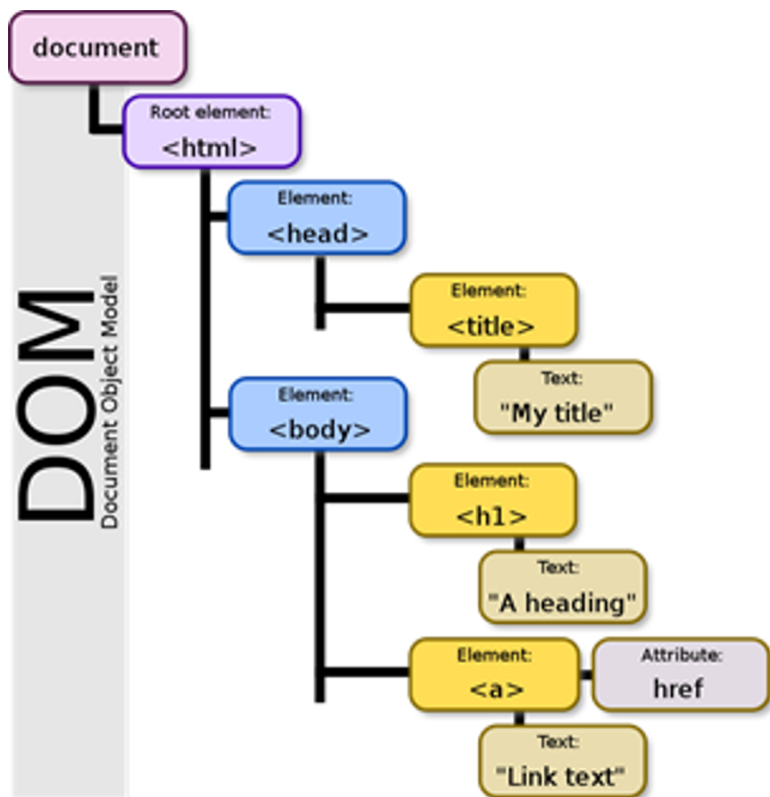 document
Root element:
<html>
Element:
<head>
Element:
<title>
Text:
"My title"
Element:
<body>
Element:
<h1>
Text:
"A heading"
Element:
<a>
Attribute:
href
Text:
"Link text"
DOM
Document Object Model